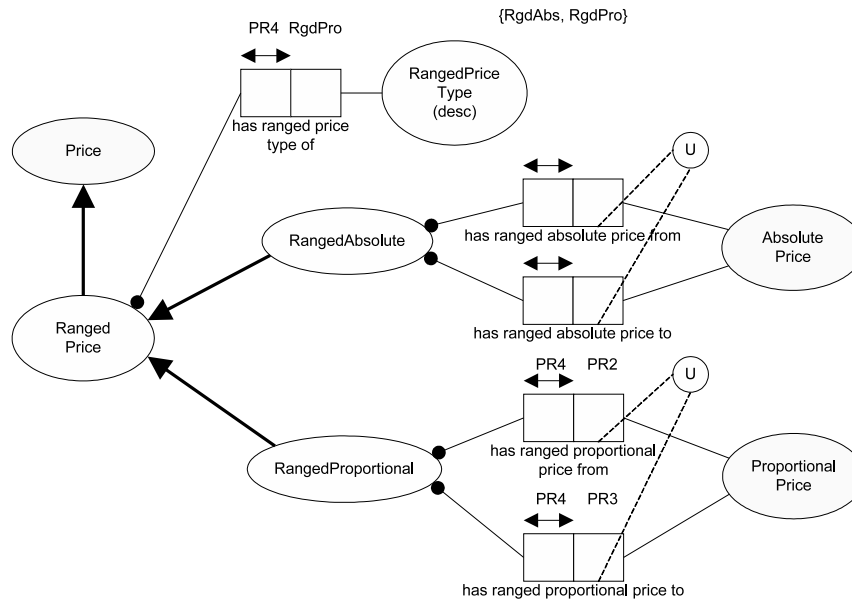 PR4 RgdPro
{RgdAbs, RgdPro}
RangedPrice
Type
(desc)
has ranged price
type of
Price
U
RangedAbsolute
has ranged absolute price from
Absolute
Price
has ranged absolute price to
Ranged
Price
PR4 PR2
U
has ranged proportional
price from
RangedProportional
Proportional
Price
PR4 PR3
has ranged proportional price to